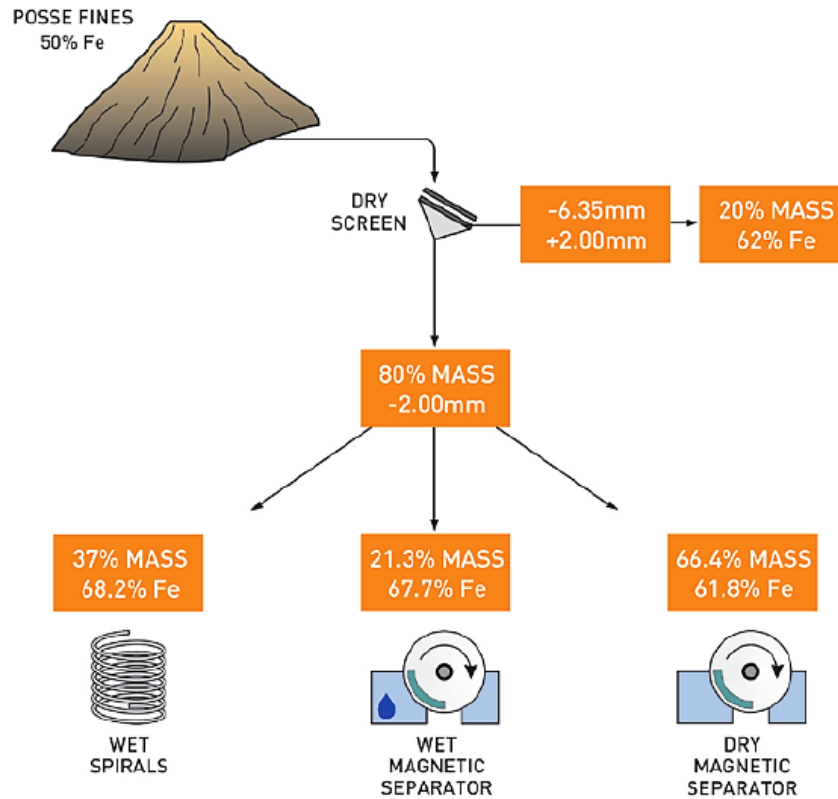 POSSE FINES
50% Fe
DRY
SCREEN
-6.35mm
+2.00mm
20% MASS
62% Fe
80% MASS
-2.00mm
37% MASS
68.2% Fe
21.3% MASS
67.7% Fe
66.4% MASS
61.8% Fe
WET
SPIRALS
WET
MAGNETIC
SEPARATOR
DRY
MAGNETIC
SEPARATOR